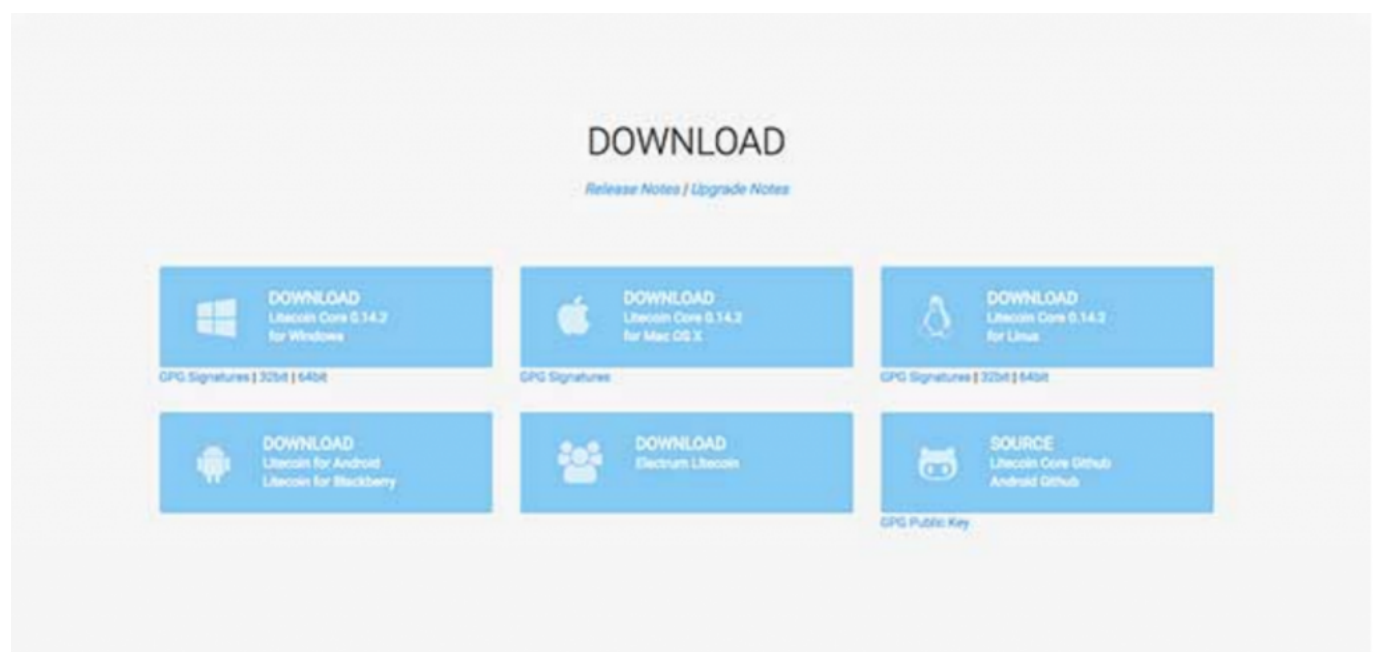 DOWNLOAD
Release Notes | Upgrade Notes
DOWNLOAD
Litecoin Core 0.14.2
for Windows
GPG Signatures | 32bit | 64bit
DOWNLOAD
Litecoin Core 0.14.2
for Mac OS X
GPG Signatures
DOWNLOAD
Litecoin Core 0.14.2
for Linux
GPG Signatures | 32bit | 64bit
DOWNLOAD
Litecoin for Android
Litecoin for Blackberry
DOWNLOAD
Electrum Litecoin
SOURCE
Litecoin Core Github
Android Github
GPG Public Key